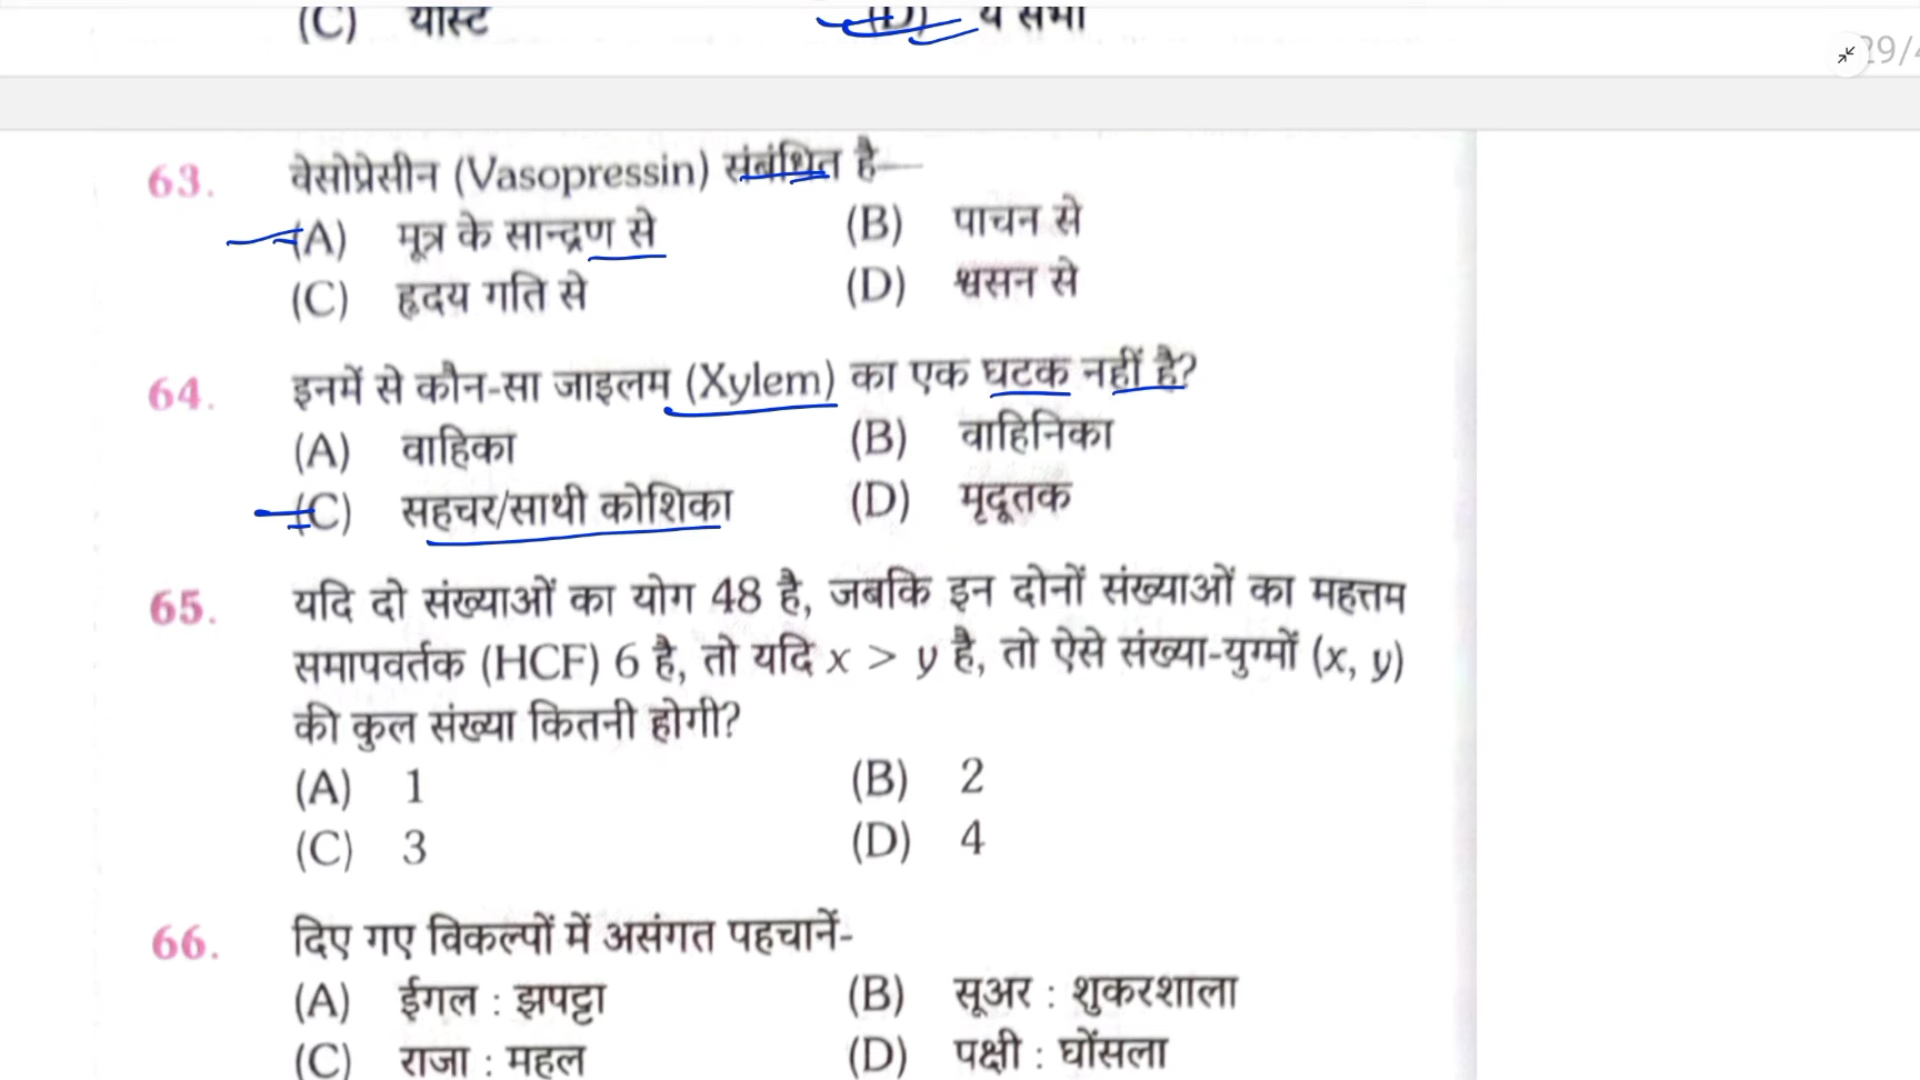 (C) यीस्ट (D) ये सभी
29/4
63. वेसोप्रेसीन (Vasopressin) संबंधित है—
(A) मूत्र के सान्द्रण से (B) पाचन से
(C) हृदय गति से (D) श्वसन से
64. इनमें से कौन-सा जाइलम (Xylem) का एक घटक नहीं है?
(A) वाहिका (B) वाहिनिका
(C) सहचर/साथी कोशिका (D) मृदूतक
65. यदि दो संख्याओं का योग 48 है, जबकि इन दोनों संख्याओं का महत्तम
समापवर्तक (HCF) 6 है, तो यदि x > y है, तो ऐसे संख्या-युग्मों (x, y)
की कुल संख्या कितनी होगी?
(A) 1 (B) 2
(C) 3 (D) 4
66. दिए गए विकल्पों में असंगत पहचानें-
(A) ईगल : झपट्टा (B) सूअर : शुकरशाला
(C) राजा : महल (D) पक्षी : घोंसला